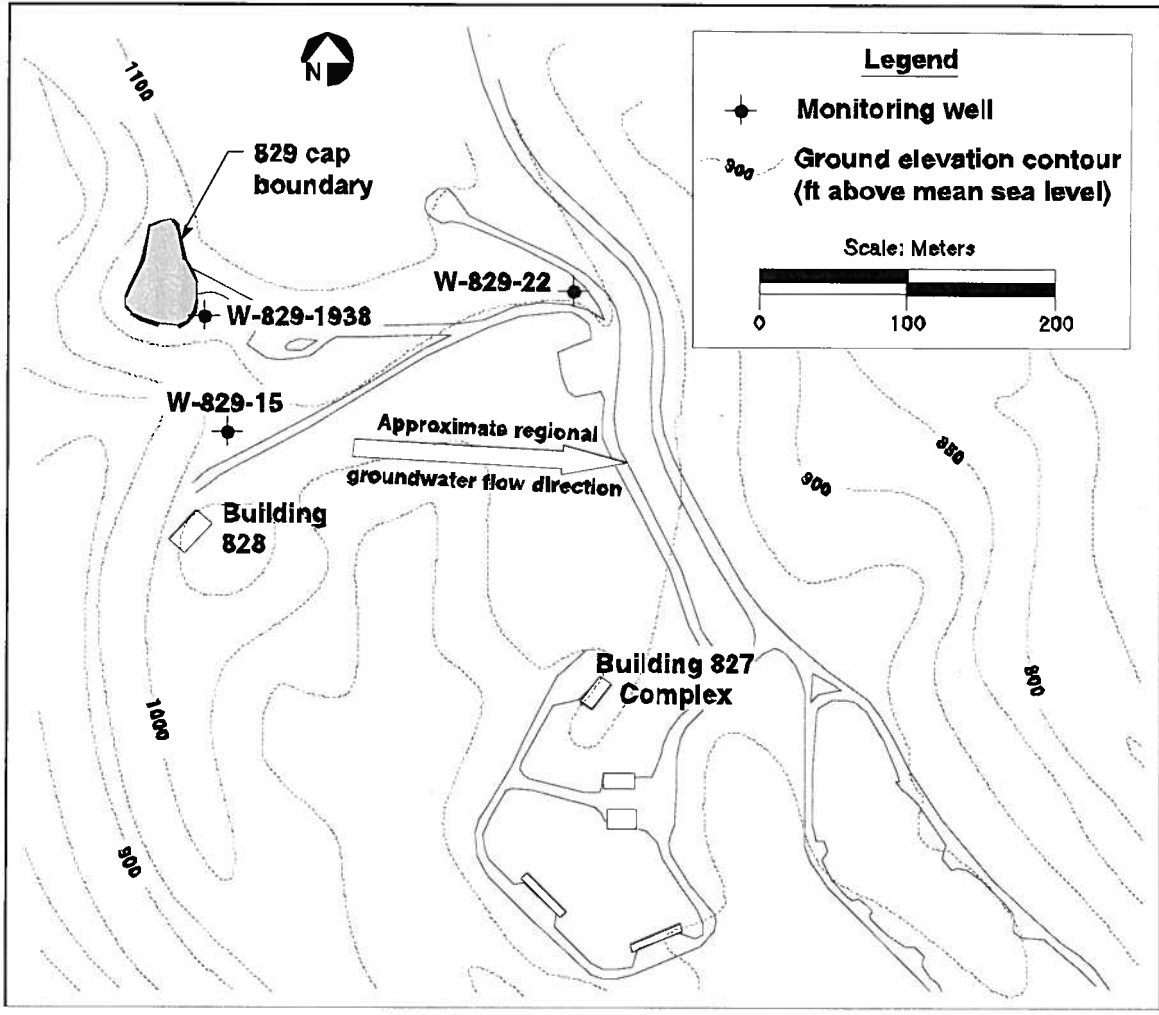 1100
N
829 cap
boundary
W-829-22
W-829-1938
W-829-15
Approximate regional
groundwater flow direction
Building
828
Building 827
Complex
1000
900
900
850
800
Legend
Monitoring well
900
Ground elevation contour
(ft above mean sea level)
Scale: Meters
0 100 200